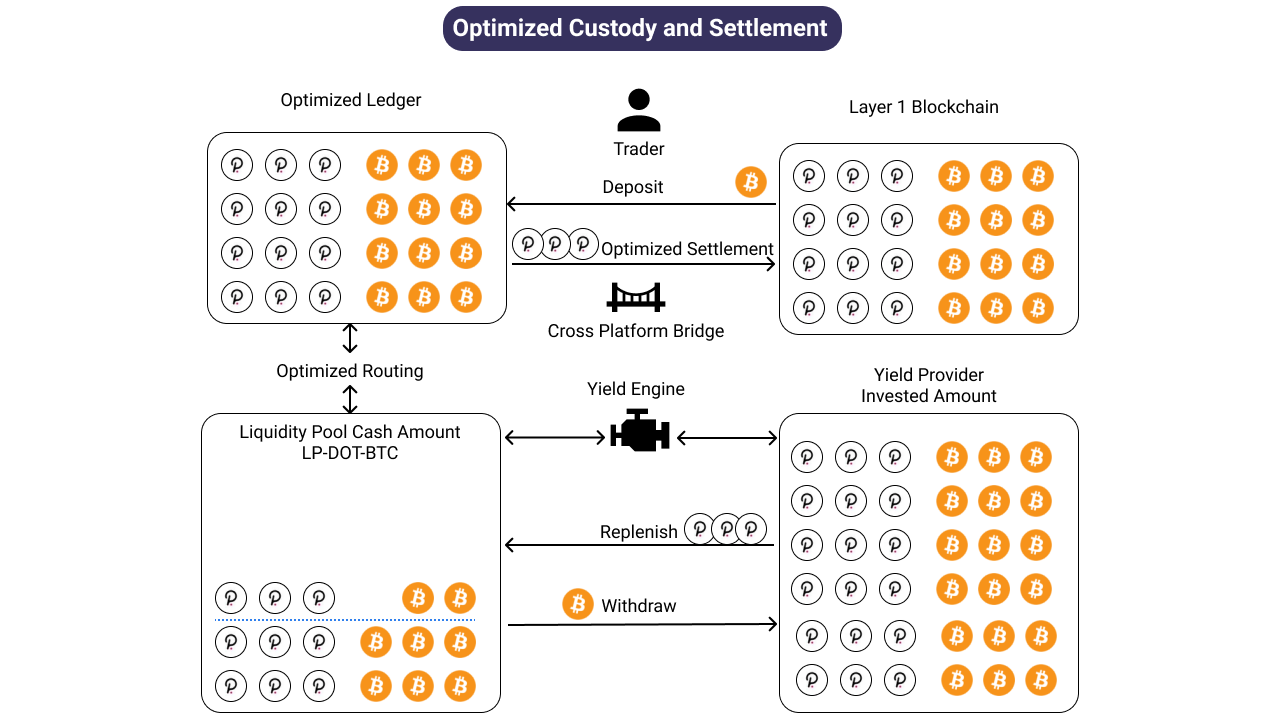 Optimized Custody and Settlement
Optimized Ledger
Trader
Layer 1 Blockchain
Deposit
Optimized Settlement
Cross Platform Bridge
Optimized Routing
Yield Engine
Yield Provider
Invested Amount
Liquidity Pool Cash Amount
LP-DOT-BTC
Replenish
Withdraw